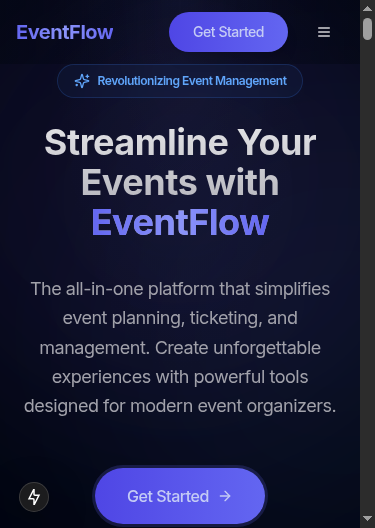 EventFlow
Get Started
Revolutionizing Event Management
Streamline Your
Events with
EventFlow
The all-in-one platform that simplifies
event planning, ticketing, and
management. Create unforgettable
experiences with powerful tools
designed for modern event organizers.
Get Started